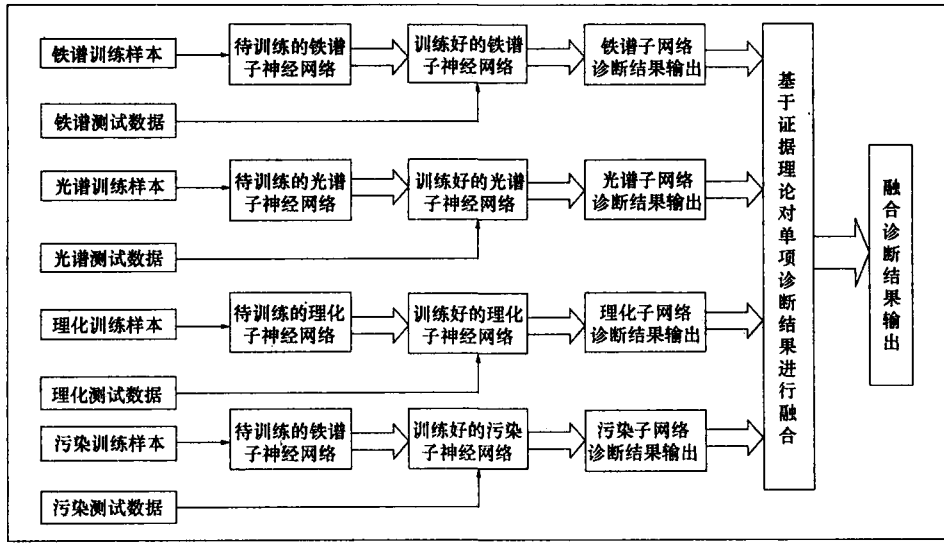 铁谱训练样本
待训练的铁谱
子神经网络
训练好的铁谱
子神经网络
铁谱子网络
诊断结果输出
铁谱测试数据
光谱训练样本
待训练的光谱
子神经网络
训练好的光谱
子神经网络
光谱子网络
诊断结果输出
光谱测试数据
理化训练样本
待训练的理化
子神经网络
训练好的理化
子神经网络
理化子网络
诊断结果输出
理化测试数据
污染训练样本
待训练的铁谱
子神经网络
训练好的污染
子神经网络
污染子网络
诊断结果输出
污染测试数据
基于证据理论对单项诊断结果进行融合
融合诊断结果输出